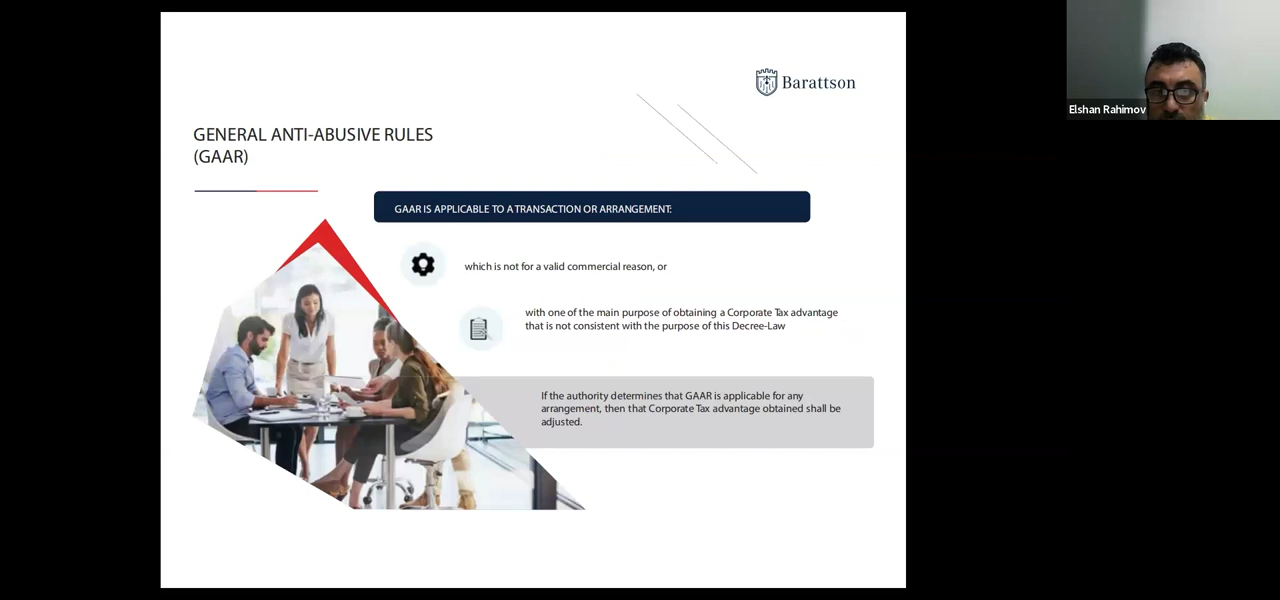 Barattson
Elshan Rahimov
GENERAL ANTI-ABUSIVE RULES
(GAAR)
GAAR IS APPLICABLE TO A TRANSACTION OR ARRANGEMENT:
which is not for a valid commercial reason, or
with one of the main purpose of obtaining a Corporate Tax advantage
that is not consistent with the purpose of this Decree-Law
If the authority determines that GAAR is applicable for any
arrangement, then that Corporate Tax advantage obtained shall be
adjusted.